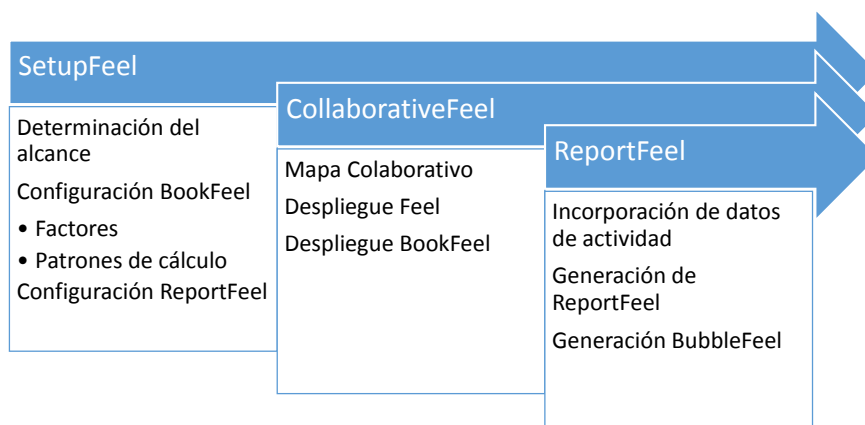 SetupFeel
Determinación del
alcance
Configuración BookFeel
• Factores
• Patrones de cálculo
Configuración ReportFeel
CollaborativeFeel
Mapa Colaborativo
Despliegue Feel
Despliegue BookFeel
ReportFeel
Incorporación de datos
de actividad
Generación de
ReportFeel
Generación BubbleFeel